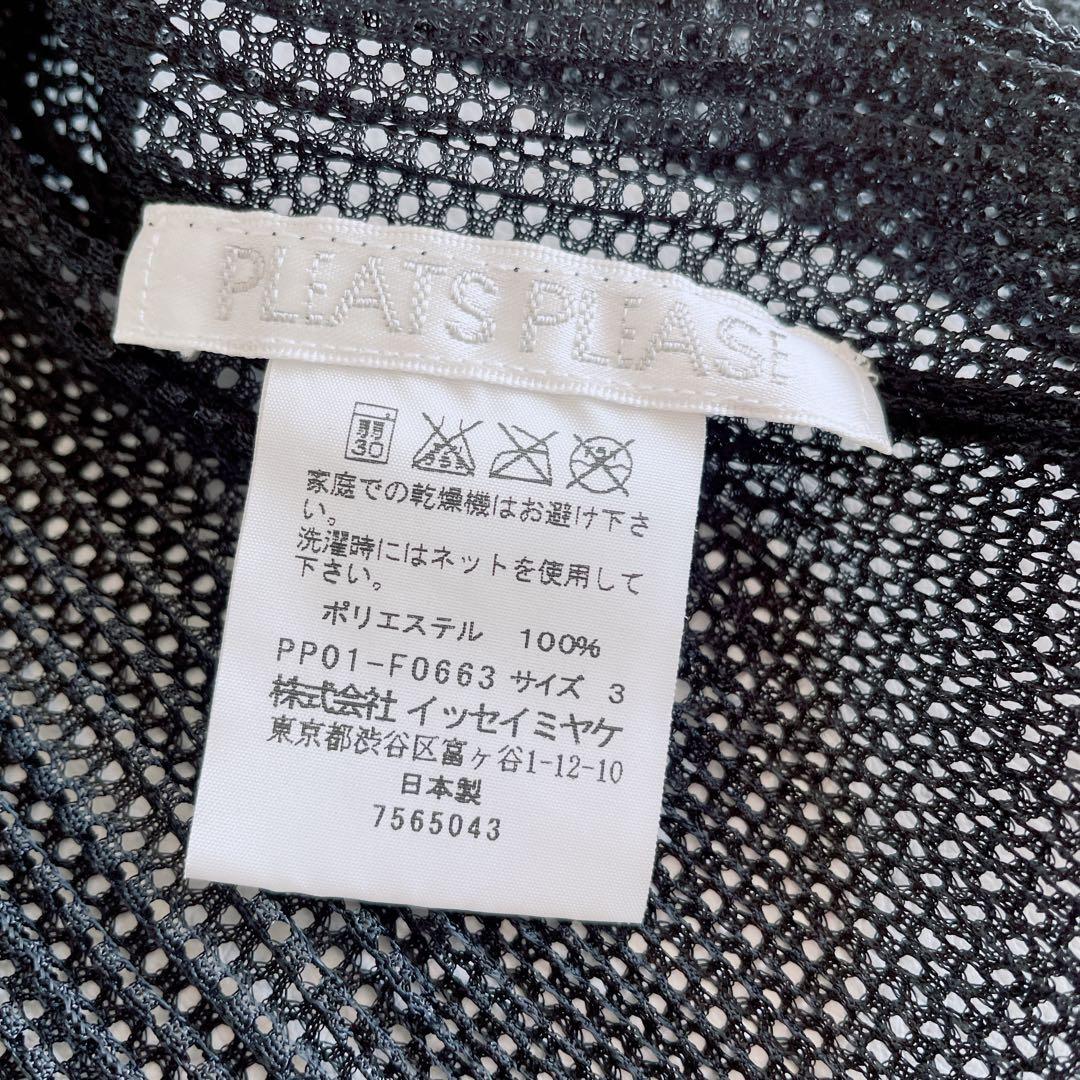 PLEATS PLEASE
弱
30
家庭での乾燥機はお避け下さ
い。
洗濯時にはネットを使用して
下さい。
ポリエステル 100%
PP01-F0663 サイズ 3
株式会社 イッセイミヤケ
東京都渋谷区富ヶ谷1-12-10
日本製
7565043